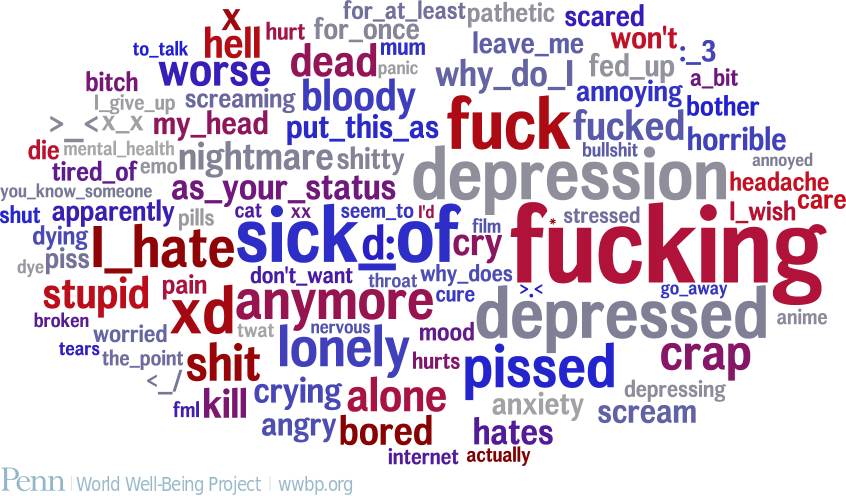 x
hurt
for_at_least
pathetic
scared
hell
for_once
won't
to_talk
mum
leave_me
:_3
worse
dead
panic
why_do_I
fed_up
a_bit
bitch
I_give_up
screaming
bloody
annoying
bother
>_<
x_x
my_head
put_this_as
fuck
fucked
horrible
die
mental_health
nightmare
shitty
bullshit
annoyed
tired_of
emo
depression
headache
you_know_someone
as_your_status
I_wish
care
shut
apparently
pills
cat
xx
seem_to
I'd
film
*
stressed
dying
I_hate
sick_of
d:
cry
fucking
dye
piss
don't_want
throat
why_does
stupid
pain
xd
anymore
cure
>.<
go_away
broken
worried
twat
nervous
mood
depressed
anime
tears
the_point
shit
lonely
hurts
pissed
crap
<_/
crying
alone
anxiety
depressing
fml
kill
scream
angry
bored
hates
internet
actually
Penn | World Well-Being Project | wwbp.org